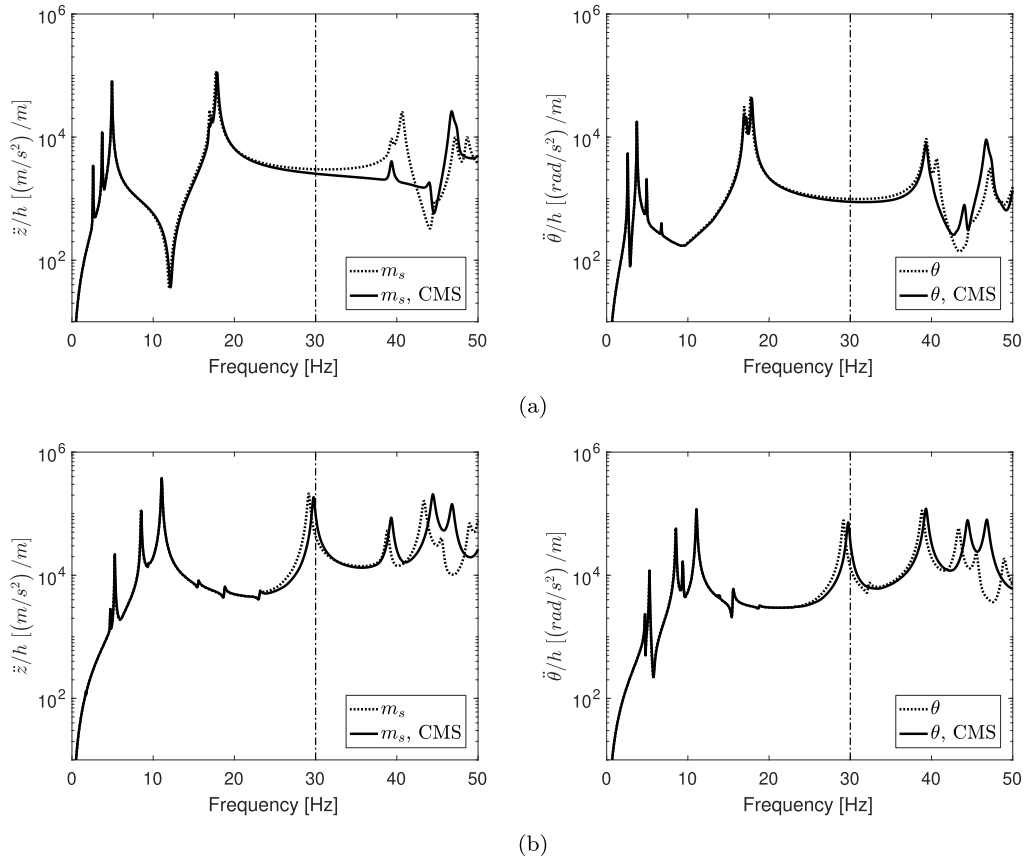 10^6
10^4
10^2
z̈/h [(m/s^2) /m]
m_s
m_s, CMS
0 10 20 30 40 50
Frequency [Hz]
10^6
10^4
10^2
θ̈/h [(rad/s^2) /m]
θ
θ, CMS
0 10 20 30 40 50
Frequency [Hz]
(a)
10^6
10^4
10^2
z̈/h [(m/s^2) /m]
m_s
m_s, CMS
0 10 20 30 40 50
Frequency [Hz]
10^6
10^4
10^2
θ̈/h [(rad/s^2) /m]
θ
θ, CMS
0 10 20 30 40 50
Frequency [Hz]
(b)